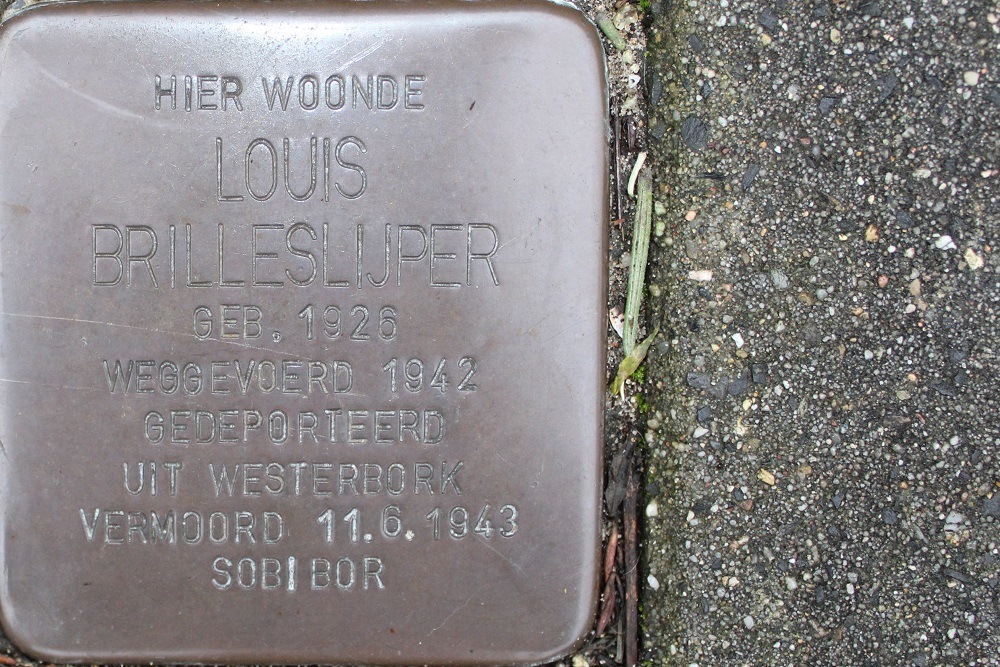 HIER WOONDE
LOUIS
BRILLESLIJPER
GEB. 1926
WEGGEVOERD 1942
GEDEPORTEERD
UIT WESTERBORK
VERMOORD 11.6.1943
SOBIBOR